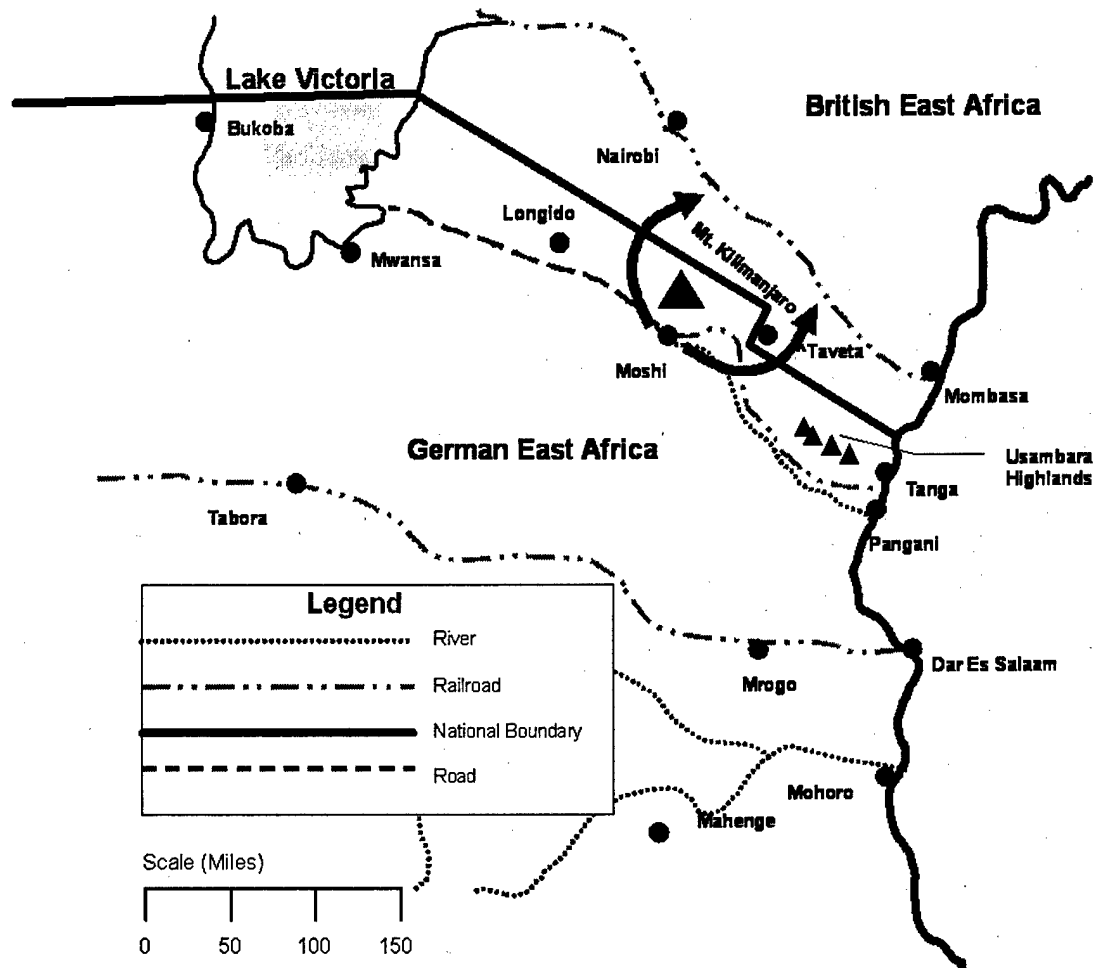 Lake Victoria
British East Africa
Bukoba
Nairobi
Longido
Mt. Kilimanjaro
Mwansa
Taveta
Moshi
Mombasa
German East Africa
Usambara
Highlands
Tanga
Tabora
Pangani
Legend
River
Railroad
National Boundary
Road
Dar Es Salaam
Mrogo
Mohoro
Mahenge
Scale (Miles)
0 50 100 150